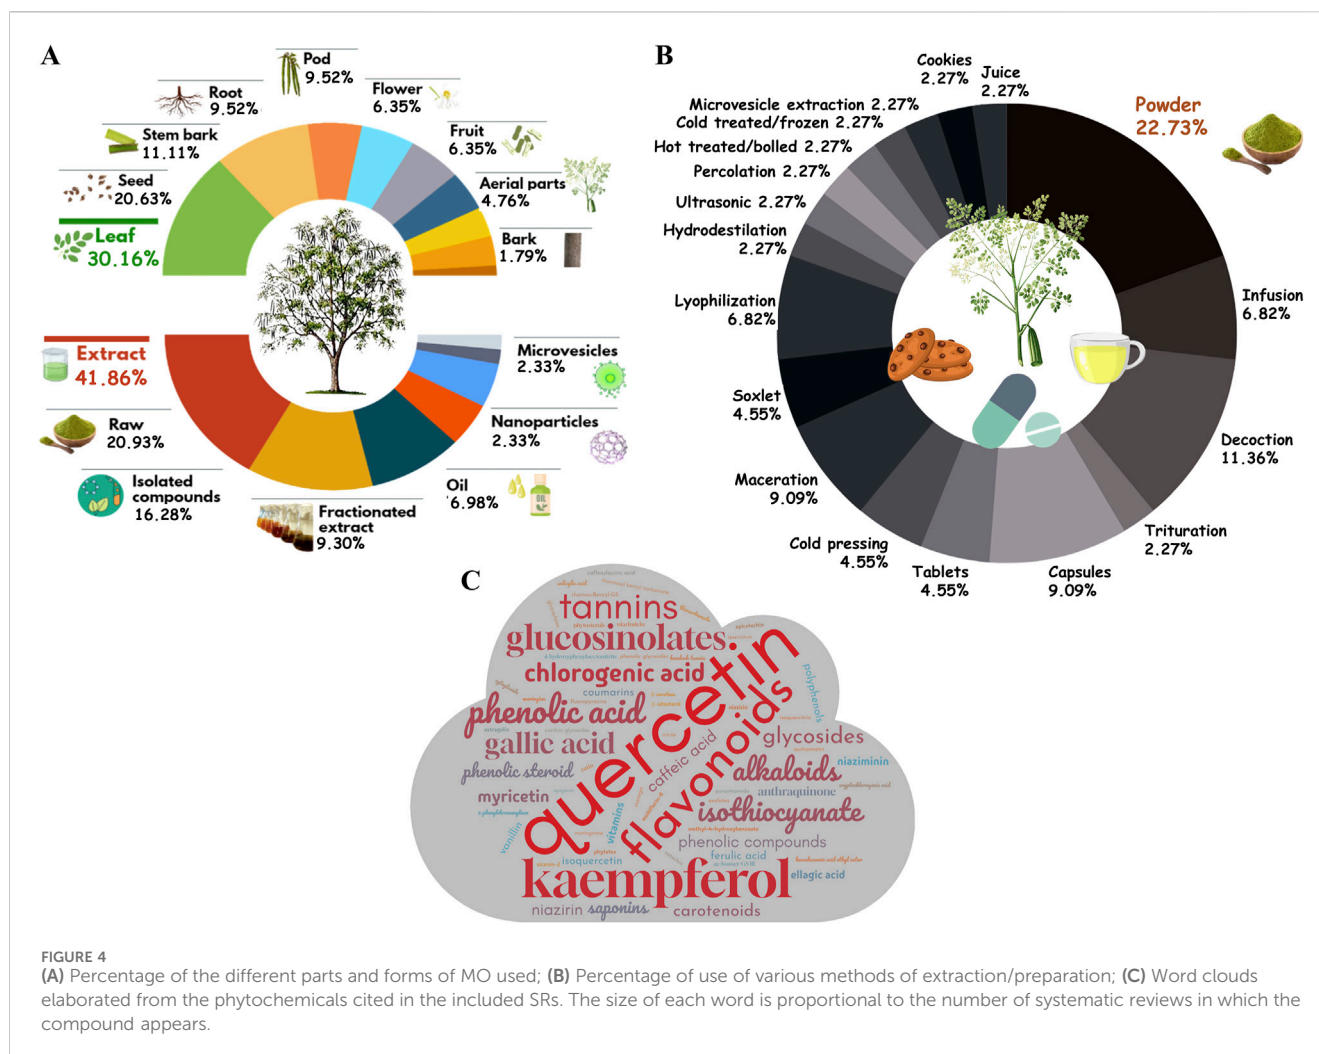 A
Pod
9.52%
Root
9.52%
Flower
6.35%
Stem bark
11.11%
Fruit
6.35%
Seed
20.63%
Aerial parts
4.76%
Leaf
30.16%
Bark
1.79%
Extract
41.86%
Microvesicles
2.33%
Raw
20.93%
Nanoparticles
2.33%
Isolated
compounds
16.28%
Oil
6.98%
OIL
Fractionated
extract
9.30%
B
Cookies
2.27%
Juice
2.27%
Microvesicle extraction 2.27%
Cold treated/frozen 2.27%
Hot treated/bolled 2.27%
Percolation 2.27%
Ultrasonic 2.27%
Hydrodestilation
2.27%
Lyophilization
6.82%
Soxlet
4.55%
Maceration
9.09%
Cold pressing
4.55%
Tablets
4.55%
Capsules
9.09%
Trituration
2.27%
Decoction
11.36%
Infusion
6.82%
Powder
22.73%
C
tannins
glucosinolates
chlorogenic acid
coumarins
phenolic acid
gallic acid
phenolic steroid
myricetin
vanillin
quercetin
flavonoids
caffeic acid
vitamins
isoquercetin
kaempferol
niazirin
saponins
carotenoids
polyphenols
glycosides
alkaloids
niaziminin
anthraquinone
isothiocyanate
phenolic compounds
ferulic acid
ellagic acid
FIGURE 4
(A) Percentage of the different parts and forms of MO used; (B) Percentage of use of various methods of extraction/preparation; (C) Word clouds
elaborated from the phytochemicals cited in the included SRs. The size of each word is proportional to the number of systematic reviews in which the
compound appears.